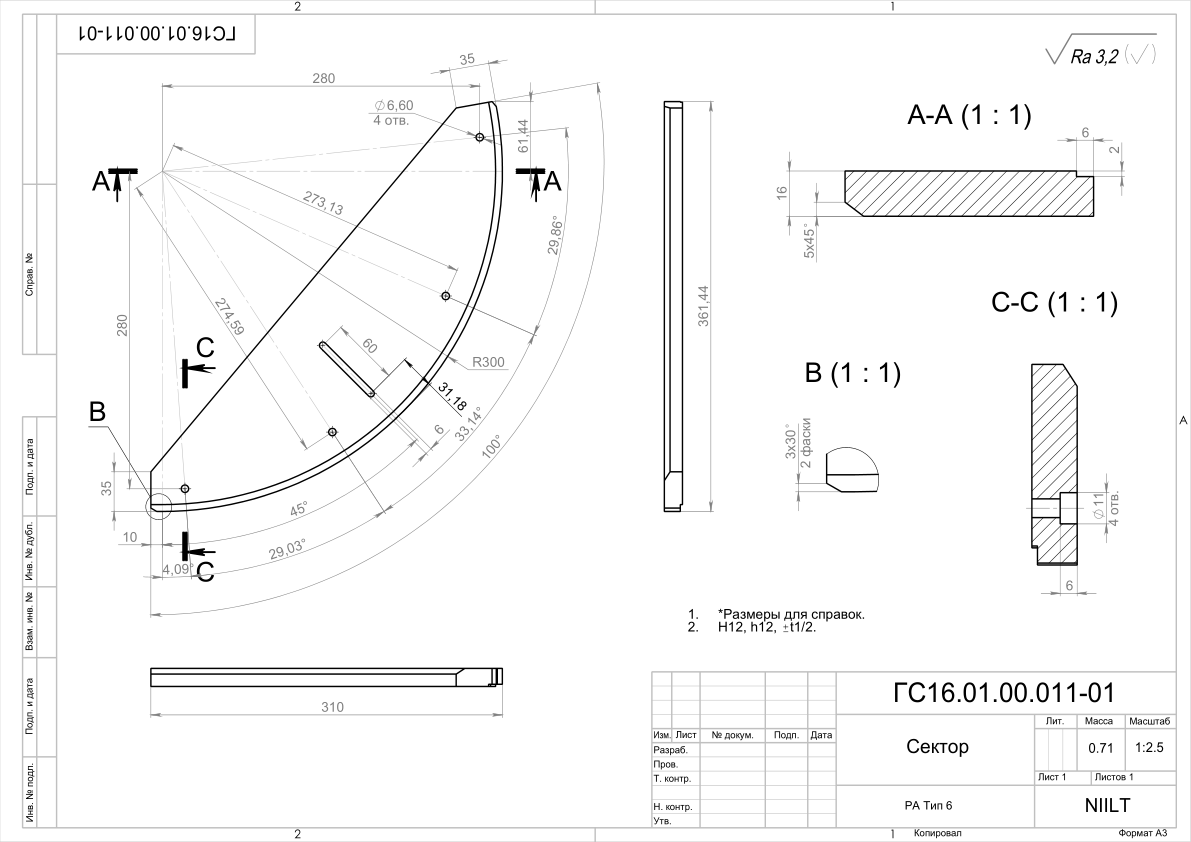 2
1
ГС16.01.00.011-01
Ra 3,2 (√)
280
35
∅6,60
4 отв.
61,44
А
А
273,13
29,86°
274,59
280
С
60
R300
31,18
В
6
33,14°
100°
35
45°
10
29,03°
4,09°
С
361,44
310
А-А (1 : 1)
6
2
16
5x45°
С-С (1 : 1)
В (1 : 1)
3x30°
2 фаски
∅11
4 отв.
6
А
1. *Размеры для справок.
2. H12, h12, ±t1/2.
Справ. №
Подп. и дата
Инв. № дубл.
Взам. инв. №
Подп. и дата
Инв. № подл.
ГС16.01.00.011-01
Лит. Масса Масштаб
Изм. Лист № докум. Подп. Дата
Разраб.
Сектор
0.71 1:2.5
Пров.
Т. контр.
Лист 1 Листов 1
Н. контр.
РА Тип 6
NIILT
Утв.
2
1
Копировал Формат А3